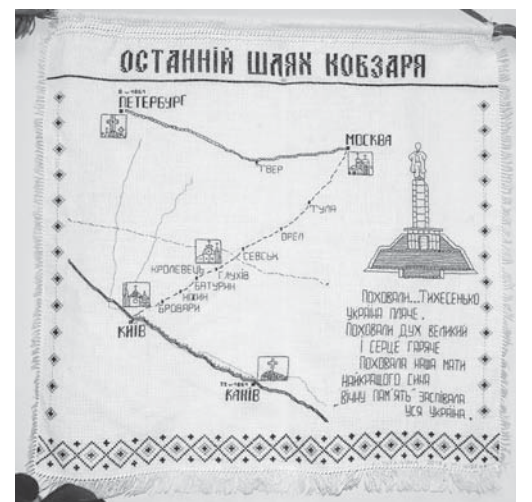 ОСТАННІЙ ШЛЯХ КОБЗАРЯ
ПЕТЕРБУРГ
МОСКВА
ТВЕР
ТУЛА
ОРЕЛ
СЕВСЬК
ГЛУХІВ
КРОЛЕВЕЦЬ
БАТУРИН
НІЖИН
БРОВАРИ
КИЇВ
КАНІВ
ПОХОВАЛИ...ТИХЕСЕНЬКО
УКРАЇНА ПЛАЧЕ.
ПОХОВАЛИ ДУХ ВЕЛИКИЙ
І СЕРЦЕ ГАРЯЧЕ
ПОХОВАЛА НАША МАТИ
НАЙКРАЩОГО СИНА
"ВІЧНУ ПАМ'ЯТЬ" ЗАСПІВАЛА
УСЯ УКРАЇНА.